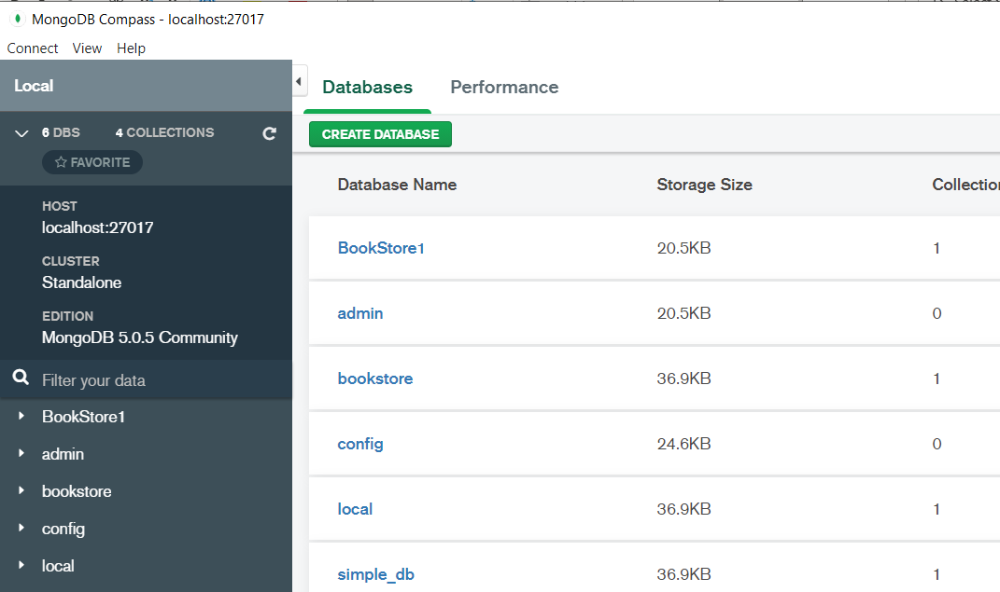 MongoDB Compass - localhost:27017
Connect View Help
Local
6 DBS 4 COLLECTIONS
FAVORITE
HOST
localhost:27017
CLUSTER
Standalone
EDITION
MongoDB 5.0.5 Community
Filter your data
BookStore1
admin
bookstore
config
local
Databases Performance
CREATE DATABASE
Database Name Storage Size
BookStore1 20.5KB 1
admin 20.5KB 0
bookstore 36.9KB 1
config 24.6KB 0
local 36.9KB 1
simple_db 36.9KB 1